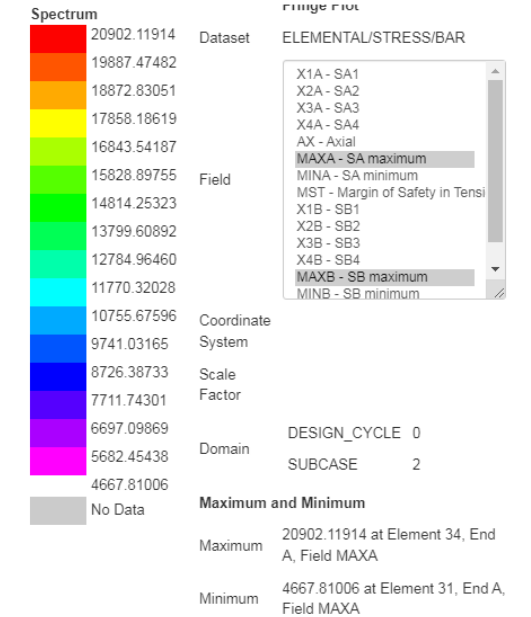 Fringe Plot
Spectrum
20902.11914
19887.47482
18872.83051
17858.18619
16843.54187
15828.89755
14814.25323
13799.60892
12784.96460
11770.32028
10755.67596
9741.03165
8726.38733
7711.74301
6697.09869
5682.45438
4667.81006
No Data
Dataset ELEMENTAL/STRESS/BAR
Field
X1A - SA1
X2A - SA2
X3A - SA3
X4A - SA4
AX - Axial
MAXA - SA maximum
MINA - SA minimum
MST - Margin of Safety in Tensi
X1B - SB1
X2B - SB2
X3B - SB3
X4B - SB4
MAXB - SB maximum
MINB - SB minimum
Coordinate
System
Scale
Factor
Domain
DESIGN_CYCLE 0
SUBCASE 2
Maximum and Minimum
Maximum
20902.11914 at Element 34, End
A, Field MAXA
Minimum
4667.81006 at Element 31, End A,
Field MAXA